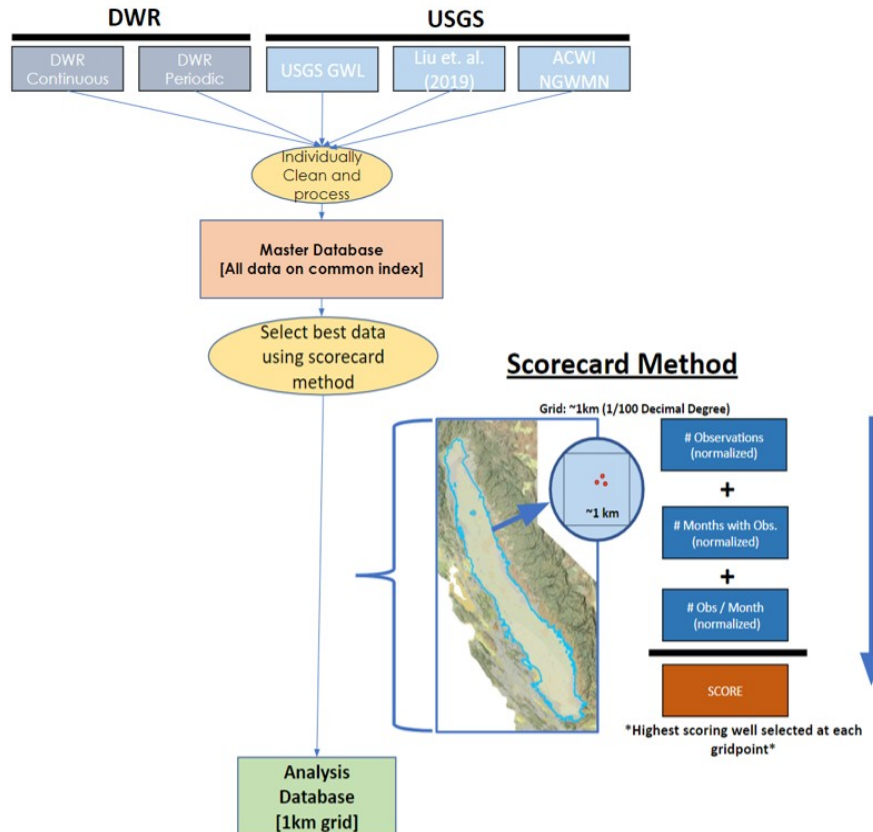 DWR
USGS
DWR
Continuous
DWR
Periodic
USGS GWL
Liu et. al.
(2019)
ACWI
NGWMN
Individually
Clean and
process
Master Database
[All data on common index]
Select best data
using scorecard
method
Scorecard Method
Grid: ~1km (1/100 Decimal Degree)
~1 km
# Observations
(normalized)
+
# Months with Obs.
(normalized)
+
# Obs / Month
(normalized)
SCORE
*Highest scoring well selected at each
gridpoint*
Analysis
Database
[1km grid]